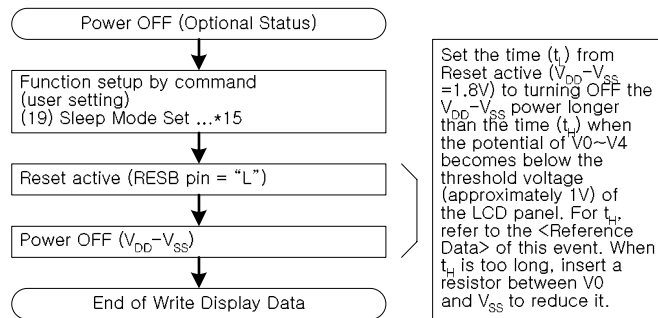 Power OFF (Optional Status)
Function setup by command
(user setting)
(19) Sleep Mode Set ...*15
Reset active (RESB pin = "L")
Power OFF (VDD-VSS)
End of Write Display Data
Set the time (tL) from
Reset active (VDD-VSS
=1.8V) to turning OFF the
VDD-VSS power longer
than the time (tH) when
the potential of V0~V4
becomes below the
threshold voltage
(approximately 1V) of
the LCD panel. For tH,
refer to the <Reference
Data> of this event. When
tH is too long, insert a
resistor between V0
and VSS to reduce it.